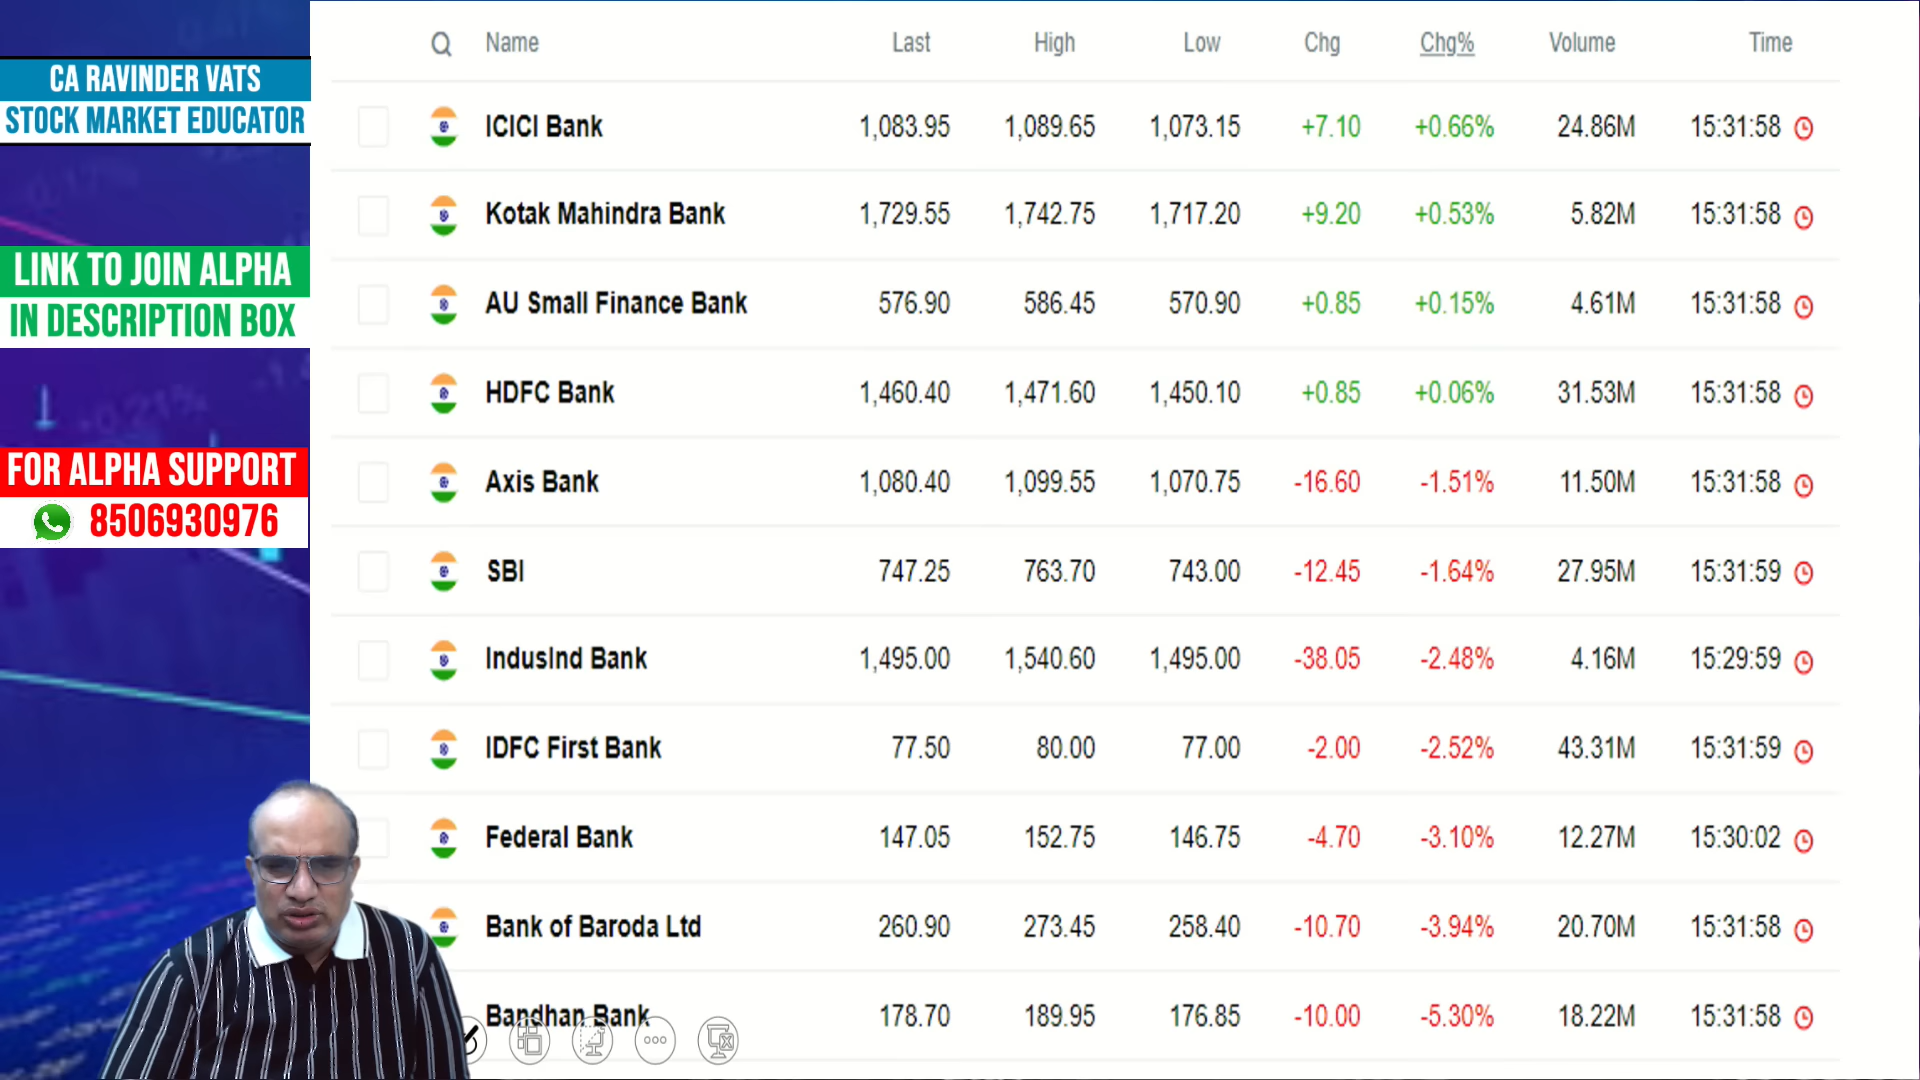 CA RAVINDER VATS
STOCK MARKET EDUCATOR
LINK TO JOIN ALPHA
IN DESCRIPTION BOX
FOR ALPHA SUPPORT
8506930976
Name Last High Low Chg Chg% Volume Time
ICICI Bank 1,083.95 1,089.65 1,073.15 +7.10 +0.66% 24.86M 15:31:58
Kotak Mahindra Bank 1,729.55 1,742.75 1,717.20 +9.20 +0.53% 5.82M 15:31:58
AU Small Finance Bank 576.90 586.45 570.90 +0.85 +0.15% 4.61M 15:31:58
HDFC Bank 1,460.40 1,471.60 1,450.10 +0.85 +0.06% 31.53M 15:31:58
Axis Bank 1,080.40 1,099.55 1,070.75 -16.60 -1.51% 11.50M 15:31:58
SBI 747.25 763.70 743.00 -12.45 -1.64% 27.95M 15:31:59
IndusInd Bank 1,495.00 1,540.60 1,495.00 -38.05 -2.48% 4.16M 15:29:59
IDFC First Bank 77.50 80.00 77.00 -2.00 -2.52% 43.31M 15:31:59
Federal Bank 147.05 152.75 146.75 -4.70 -3.10% 12.27M 15:30:02
Bank of Baroda Ltd 260.90 273.45 258.40 -10.70 -3.94% 20.70M 15:31:58
Bandhan Bank 178.70 189.95 176.85 -10.00 -5.30% 18.22M 15:31:58